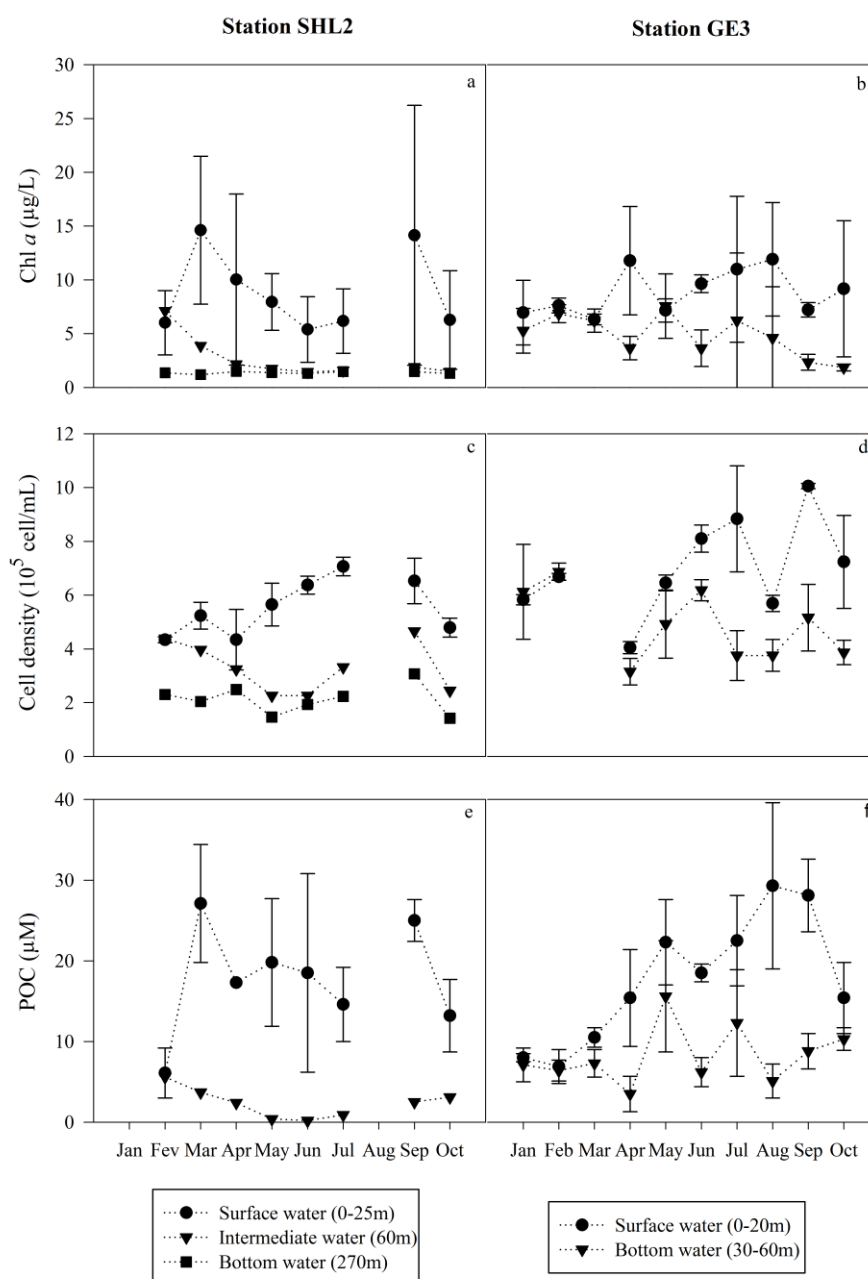 Station SHL2
Station GE3
30
25
20
15
10
5
0
Chl a (µg/L)
a
b
12
10
8
6
4
2
0
Cell density (10⁵ cell/mL)
c
d
40
30
20
10
0
POC (µM)
e
f
Jan Fev Mar Apr May Jun Jul Aug Sep Oct
Jan Feb Mar Apr May Jun Jul Aug Sep Oct
Surface water (0-25m)
Intermediate water (60m)
Bottom water (270m)
Surface water (0-20m)
Bottom water (30-60m)